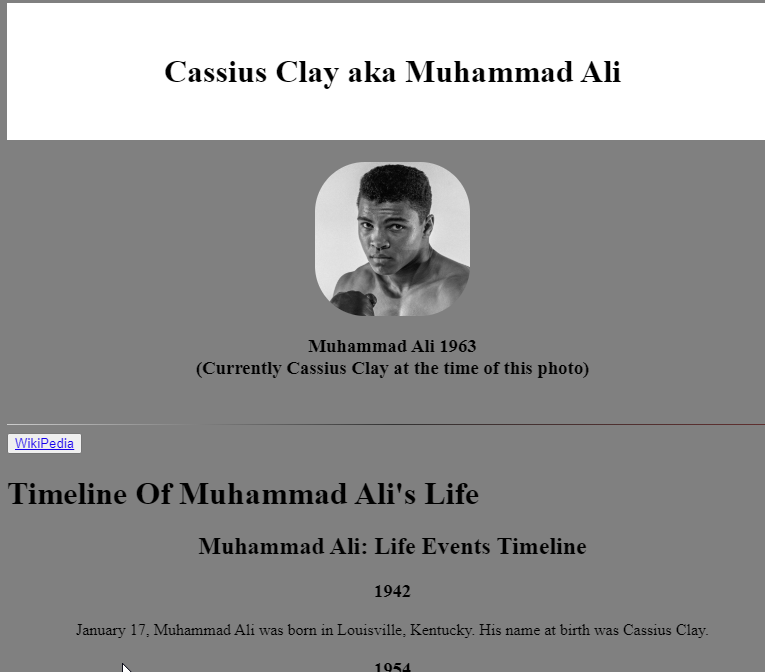 Cassius Clay aka Muhammad Ali
Muhammad Ali 1963
(Currently Cassius Clay at the time of this photo)
WikiPedia
Timeline Of Muhammad Ali's Life
Muhammad Ali: Life Events Timeline
1942
January 17, Muhammad Ali was born in Louisville, Kentucky. His name at birth was Cassius Clay.
1954